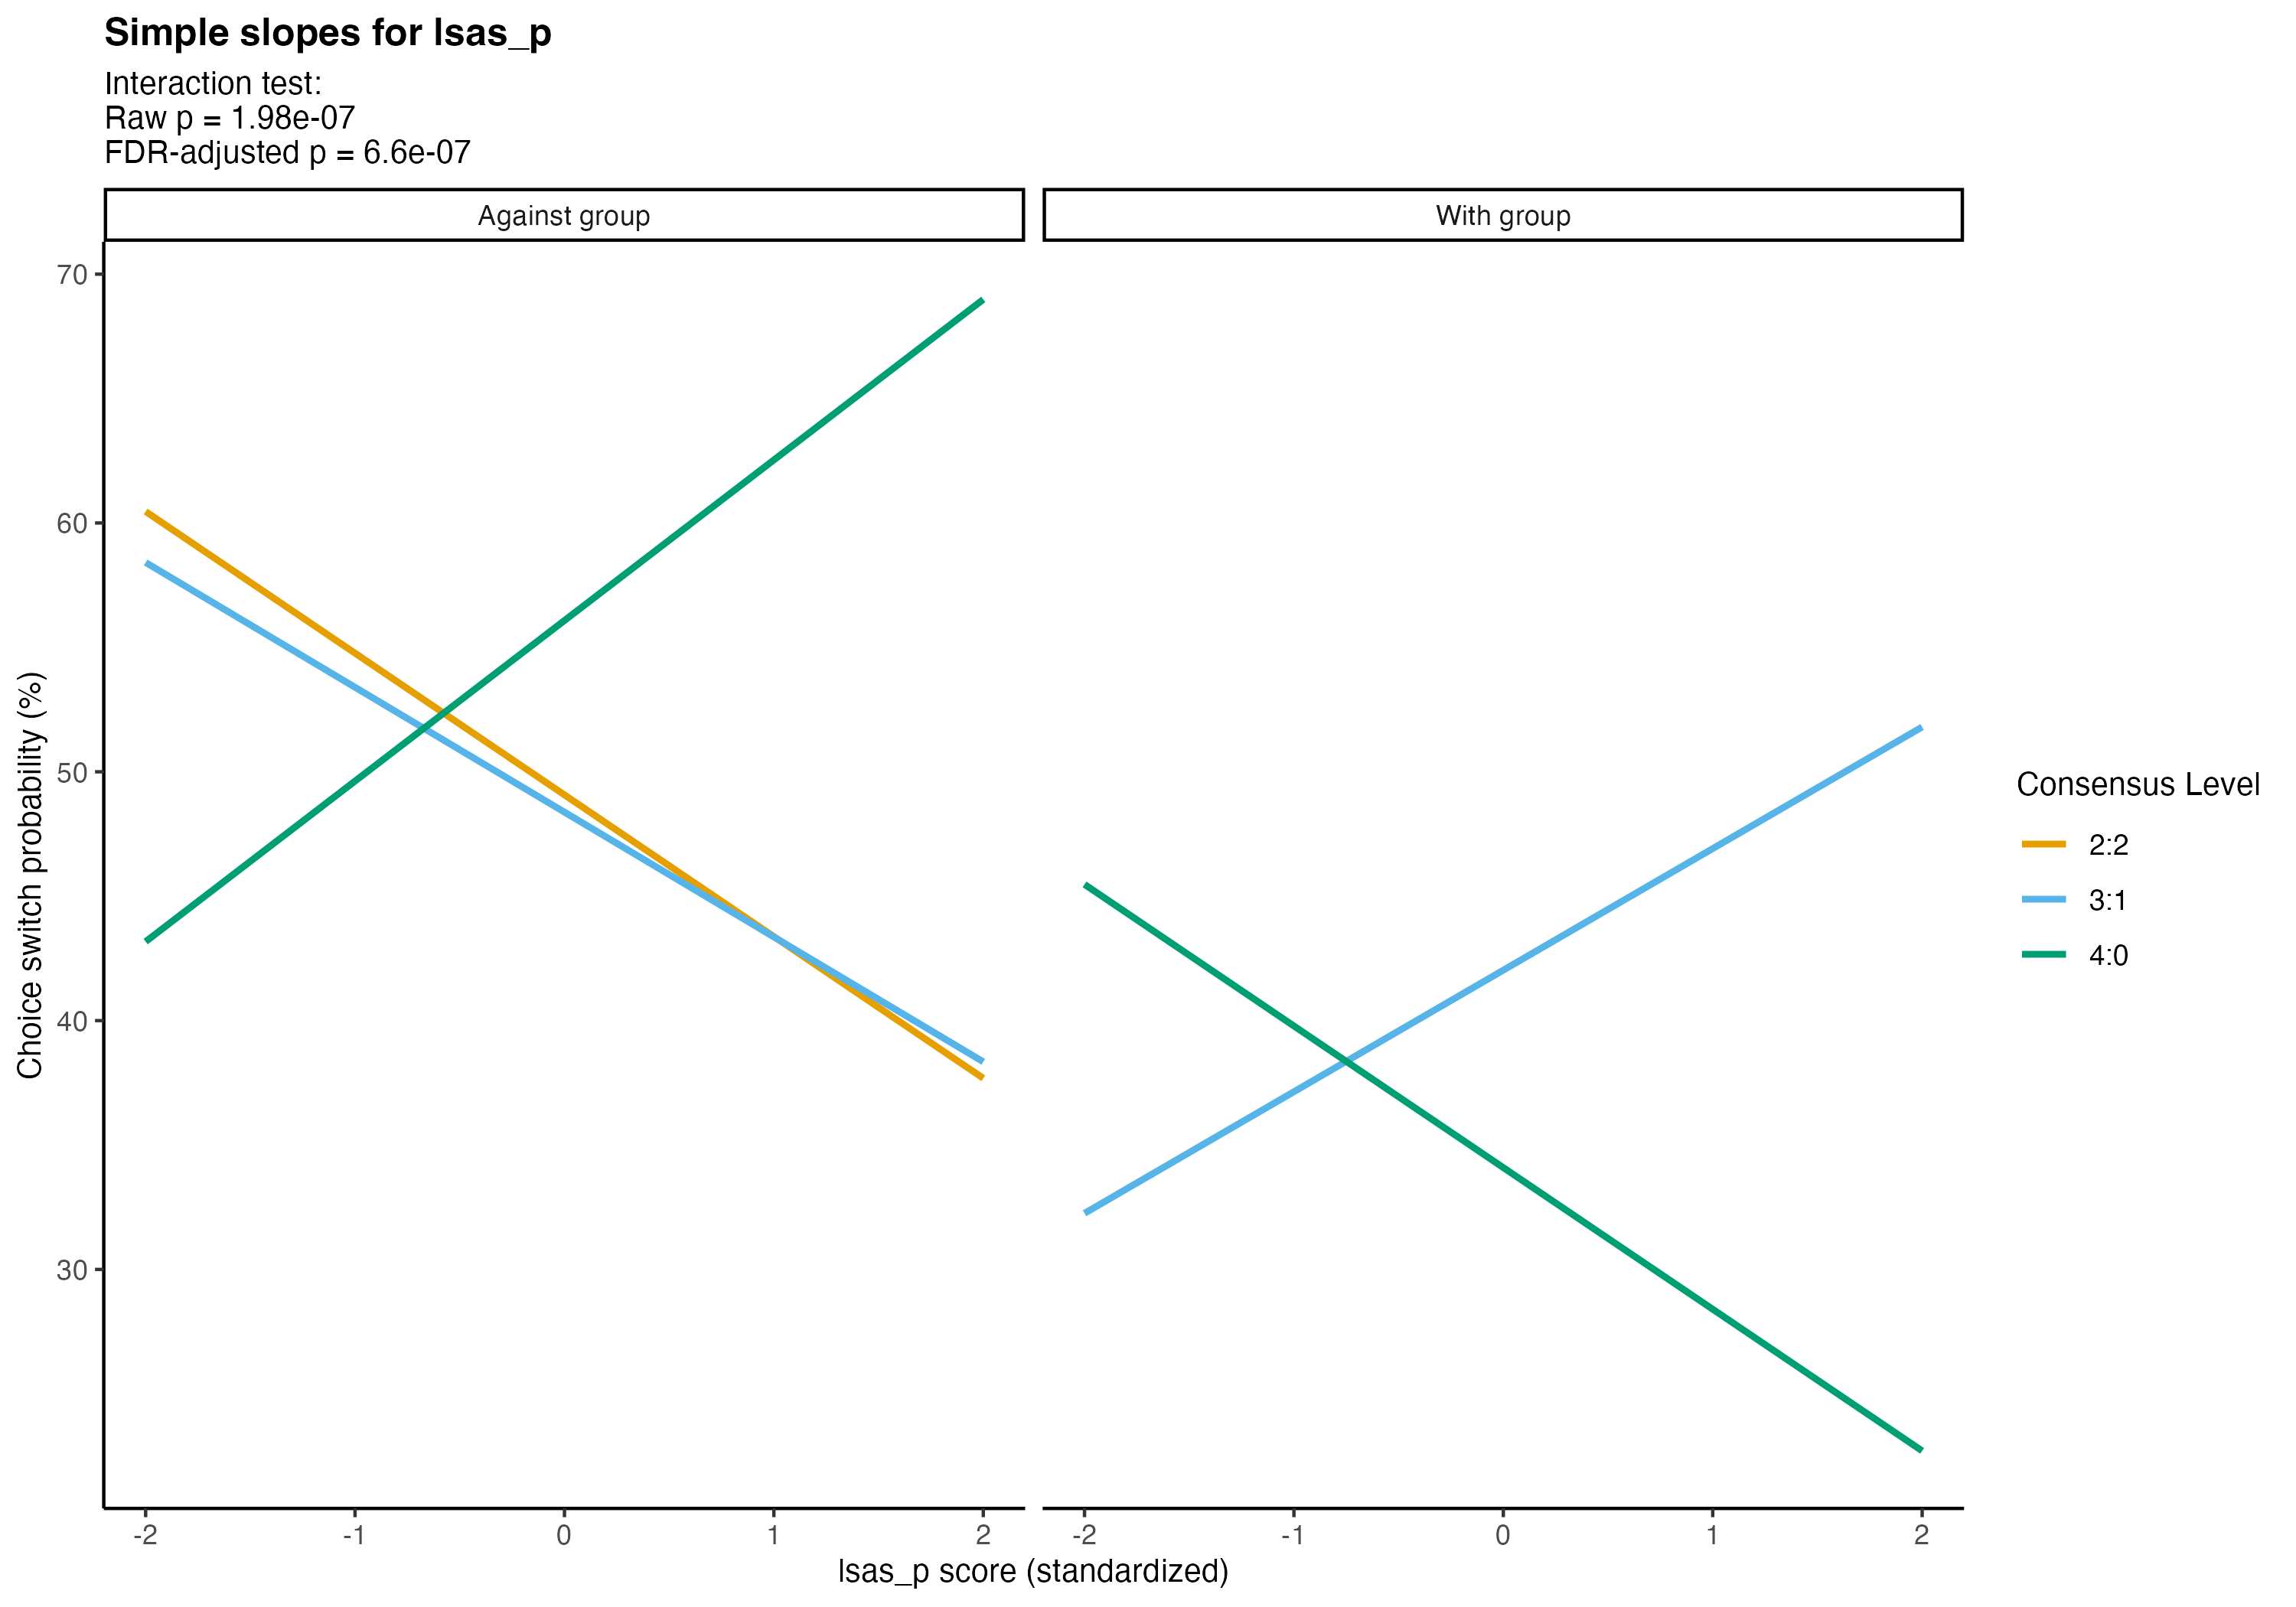 Simple slopes for lsas_p
Interaction test:
Raw p = 1.98e-07
FDR-adjusted p = 6.6e-07
Against group
With group
70
60
50
40
30
Choice switch probability (%)
-2
-1
0
1
2
-2
-1
0
1
2
lsas_p score (standardized)
Consensus Level
2:2
3:1
4:0